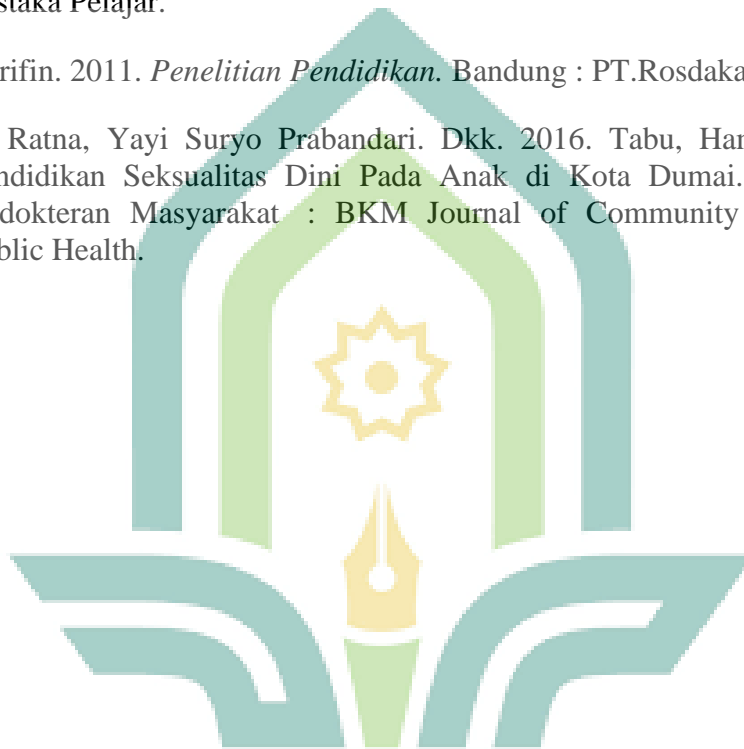 staka Pelajar.
rifin. 2011. Penelitian Pendidikan. Bandung : PT.Rosdaka
Ratna, Yayi Suryo Prabandari. Dkk. 2016. Tabu, Har
ndidikan Seksualitas Dini Pada Anak di Kota Dumai.
dokteran Masyarakat : BKM Journal of Community
blic Health.